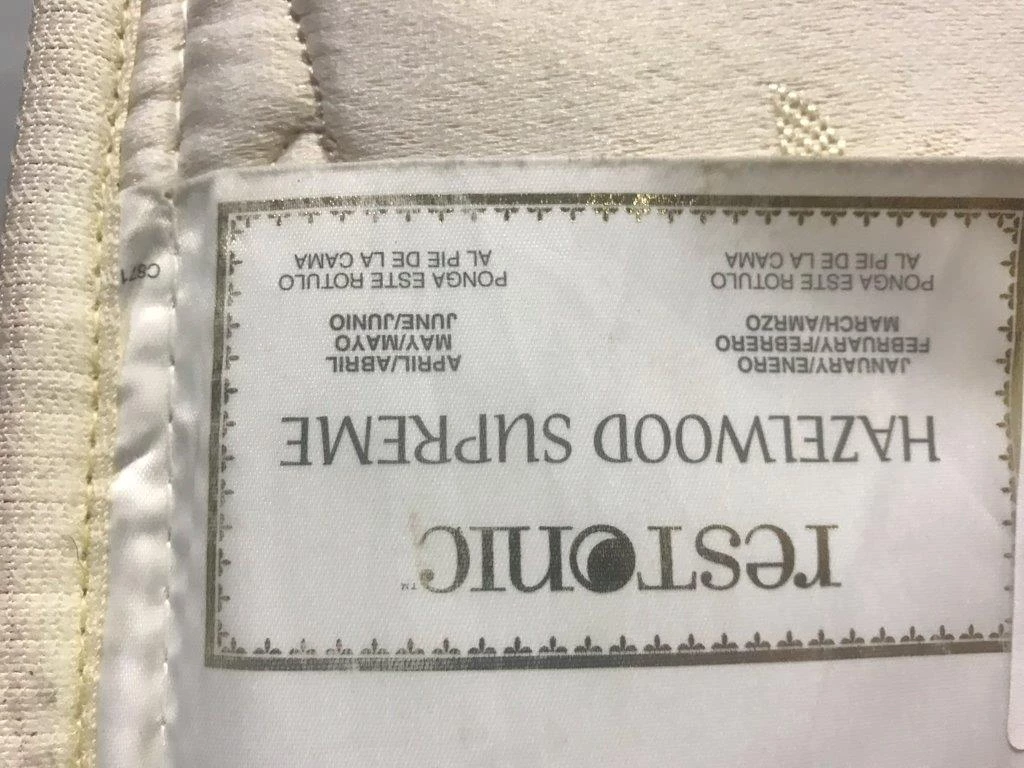 resTonic™
HAZELWOOD SUPREME
JANUARY/ENERO
FEBRUARY/FEBRERO
MARCH/AMRZO
PONGA ESTE ROTULO
AL PIE DE LA CAMA
APRIL/ABRIL
MAY/MAYO
JUNE/JUNIO
PONGA ESTE ROTULO
AL PIE DE LA CAMA